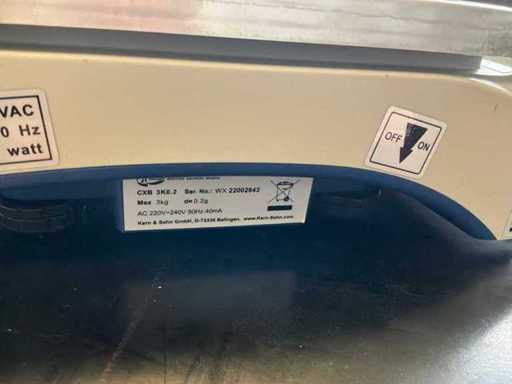 VAC
0 Hz
watt
OFF
ON
CXB 3K0.2 Ser. No.: WX 22002843
Max 3kg d= 0.2g
AC 220V~240V 50Hz 40mA
Kern & Sohn GmbH, D-72336 Balingen, www.Kern-Sohn.com